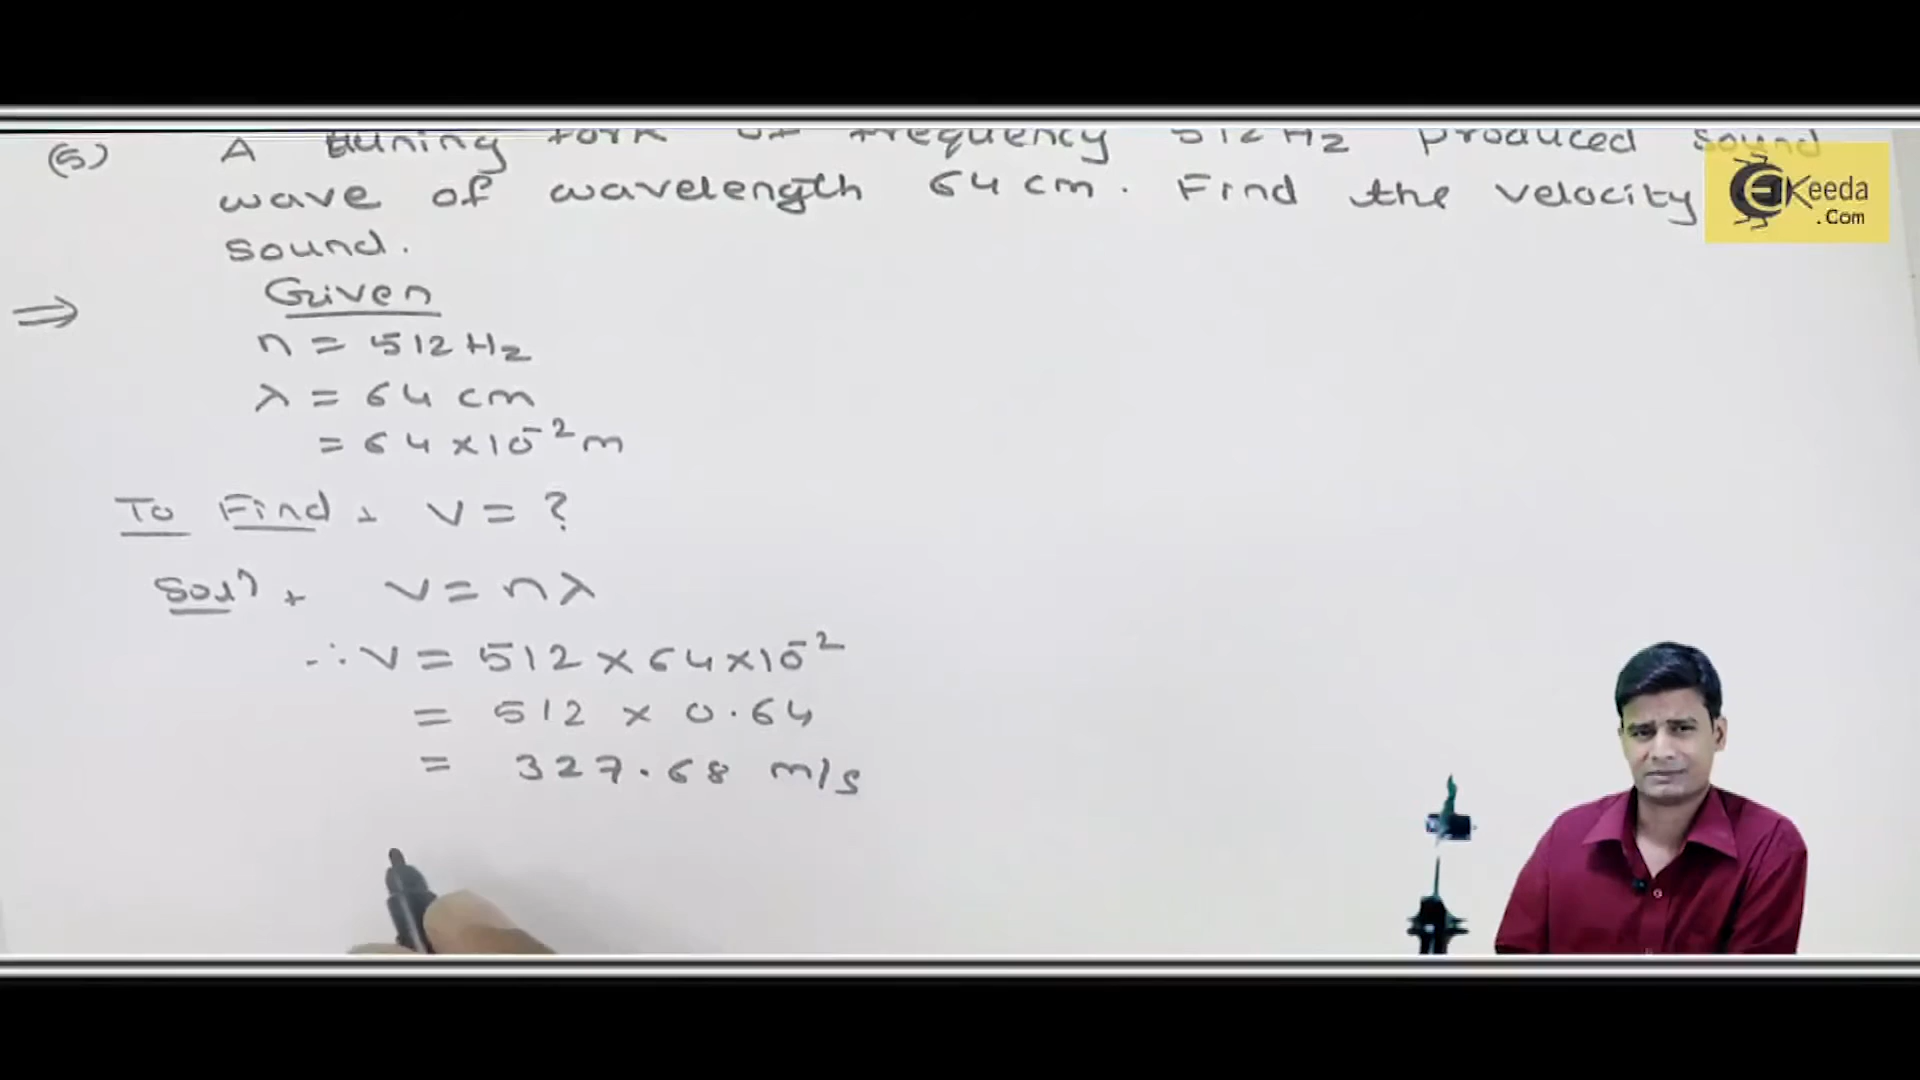 (5) A tuning fork of frequency 512 Hz produced sound
wave of wavelength 64 cm. Find the velocity
sound.
⇒ Given
n = 512 Hz
λ = 64 cm
= 64 × 10⁻² m
To Find + v = ?
Solⁿ + v = nλ
∴ v = 512 × 64 × 10⁻²
= 512 × 0.64
= 327.68 m/s
EKeeda
.Com